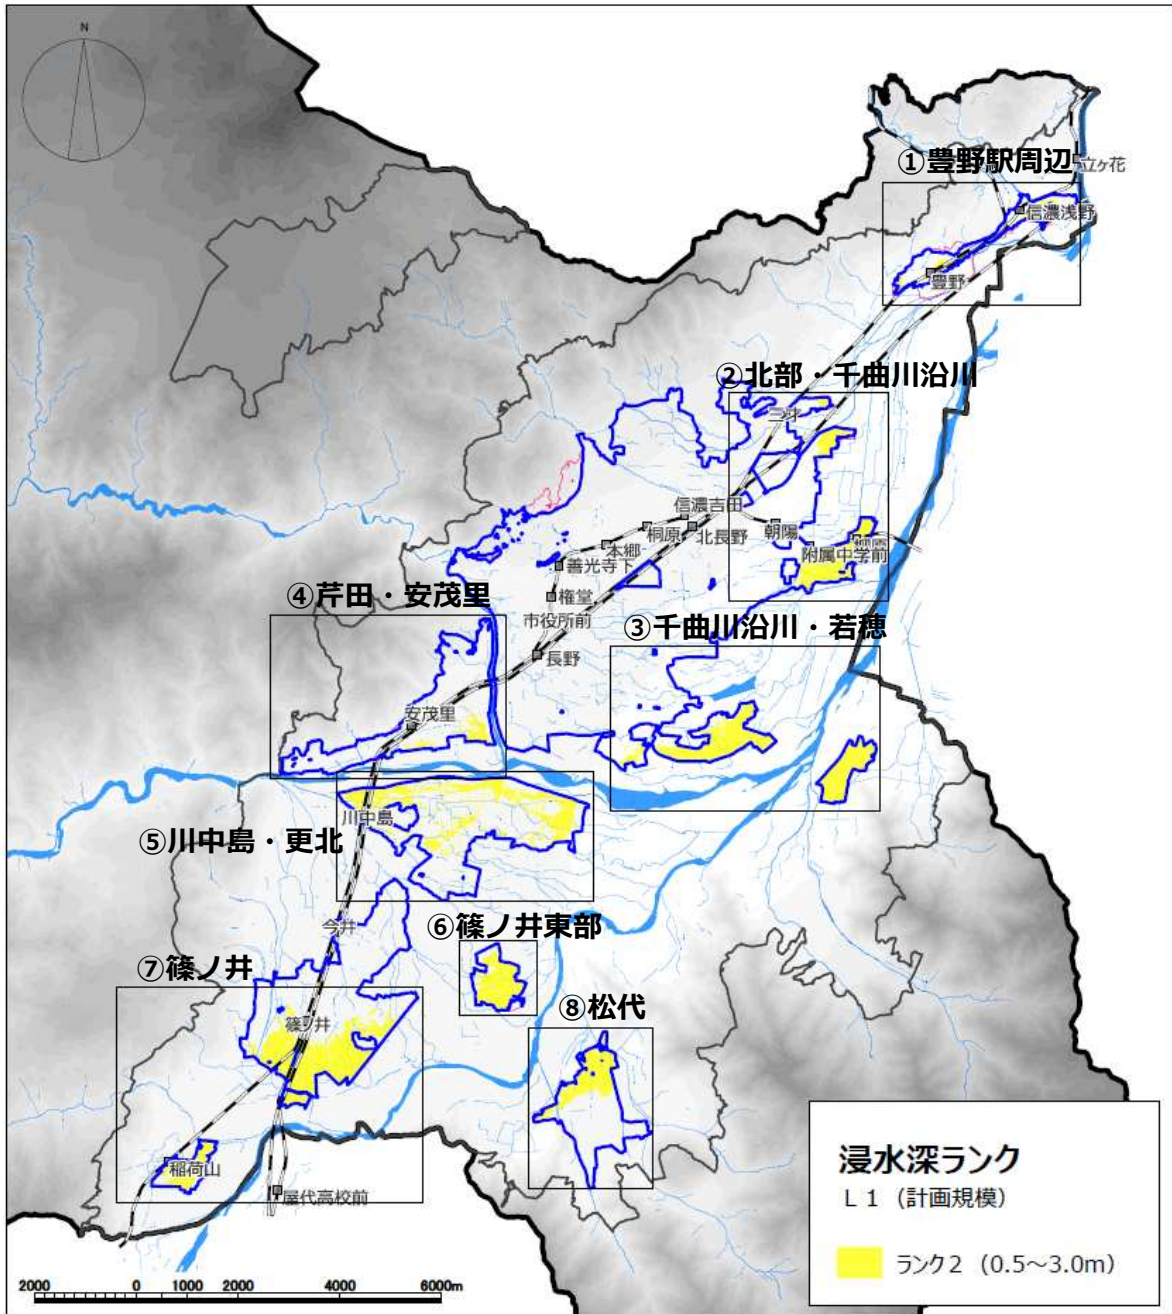 N
①豊野駅周辺
立ヶ花
信濃浅野
豊野
②北部・千曲川沿川
三才
信濃吉田
桐原
北長野
朝陽
附属中学前
柳原
本郷
善光寺下
権堂
市役所前
長野
④芹田・安茂里
③千曲川沿川・若穂
安茂里
川中島
⑤川中島・更北
今井
⑥篠ノ井東部
⑦篠ノ井
篠ノ井
⑧松代
稲荷山
屋代高校前
浸水深ランク
L1 (計画規模)
ランク2 (0.5～3.0m)
2000 0 1000 2000 4000 6000m